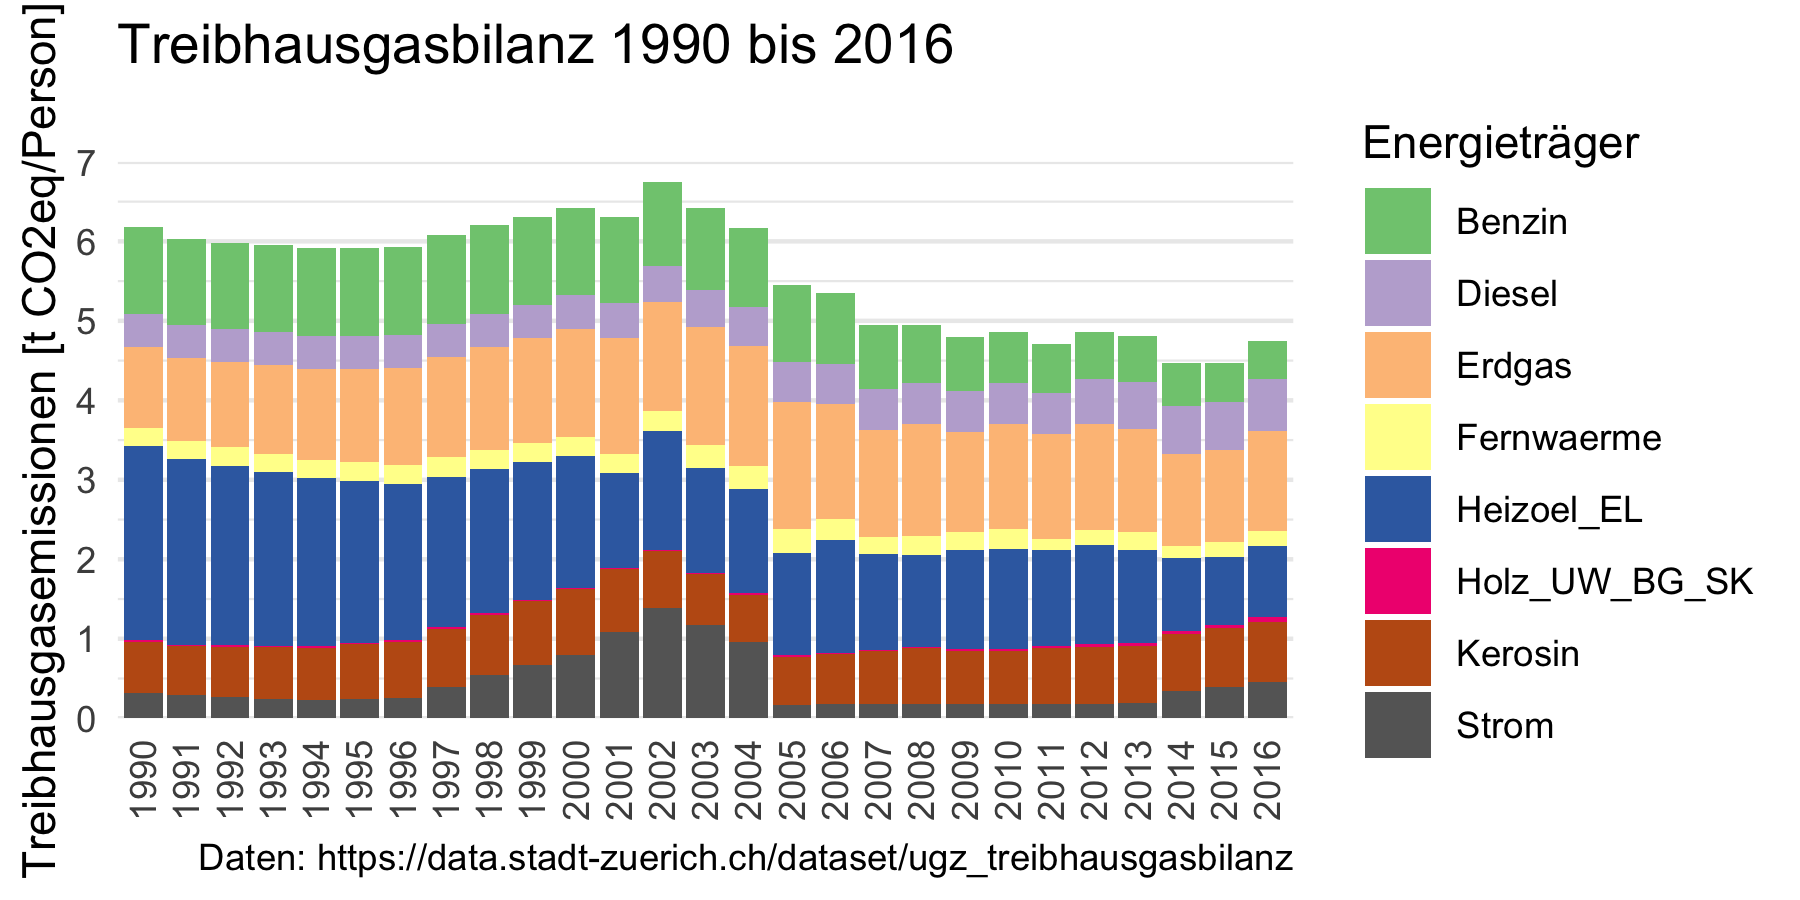 Treibhausgasbilanz 1990 bis 2016
Treibhausgasemissionen [t CO2eq/Person]
7
6
5
4
3
2
1
0
1990
1991
1992
1993
1994
1995
1996
1997
1998
1999
2000
2001
2002
2003
2004
2005
2006
2007
2008
2009
2010
2011
2012
2013
2014
2015
2016
Energieträger
Benzin
Diesel
Erdgas
Fernwaerme
Heizoel_EL
Holz_UW_BG_SK
Kerosin
Strom
Daten: https://data.stadt-zuerich.ch/dataset/ugz_treibhausgasbilanz